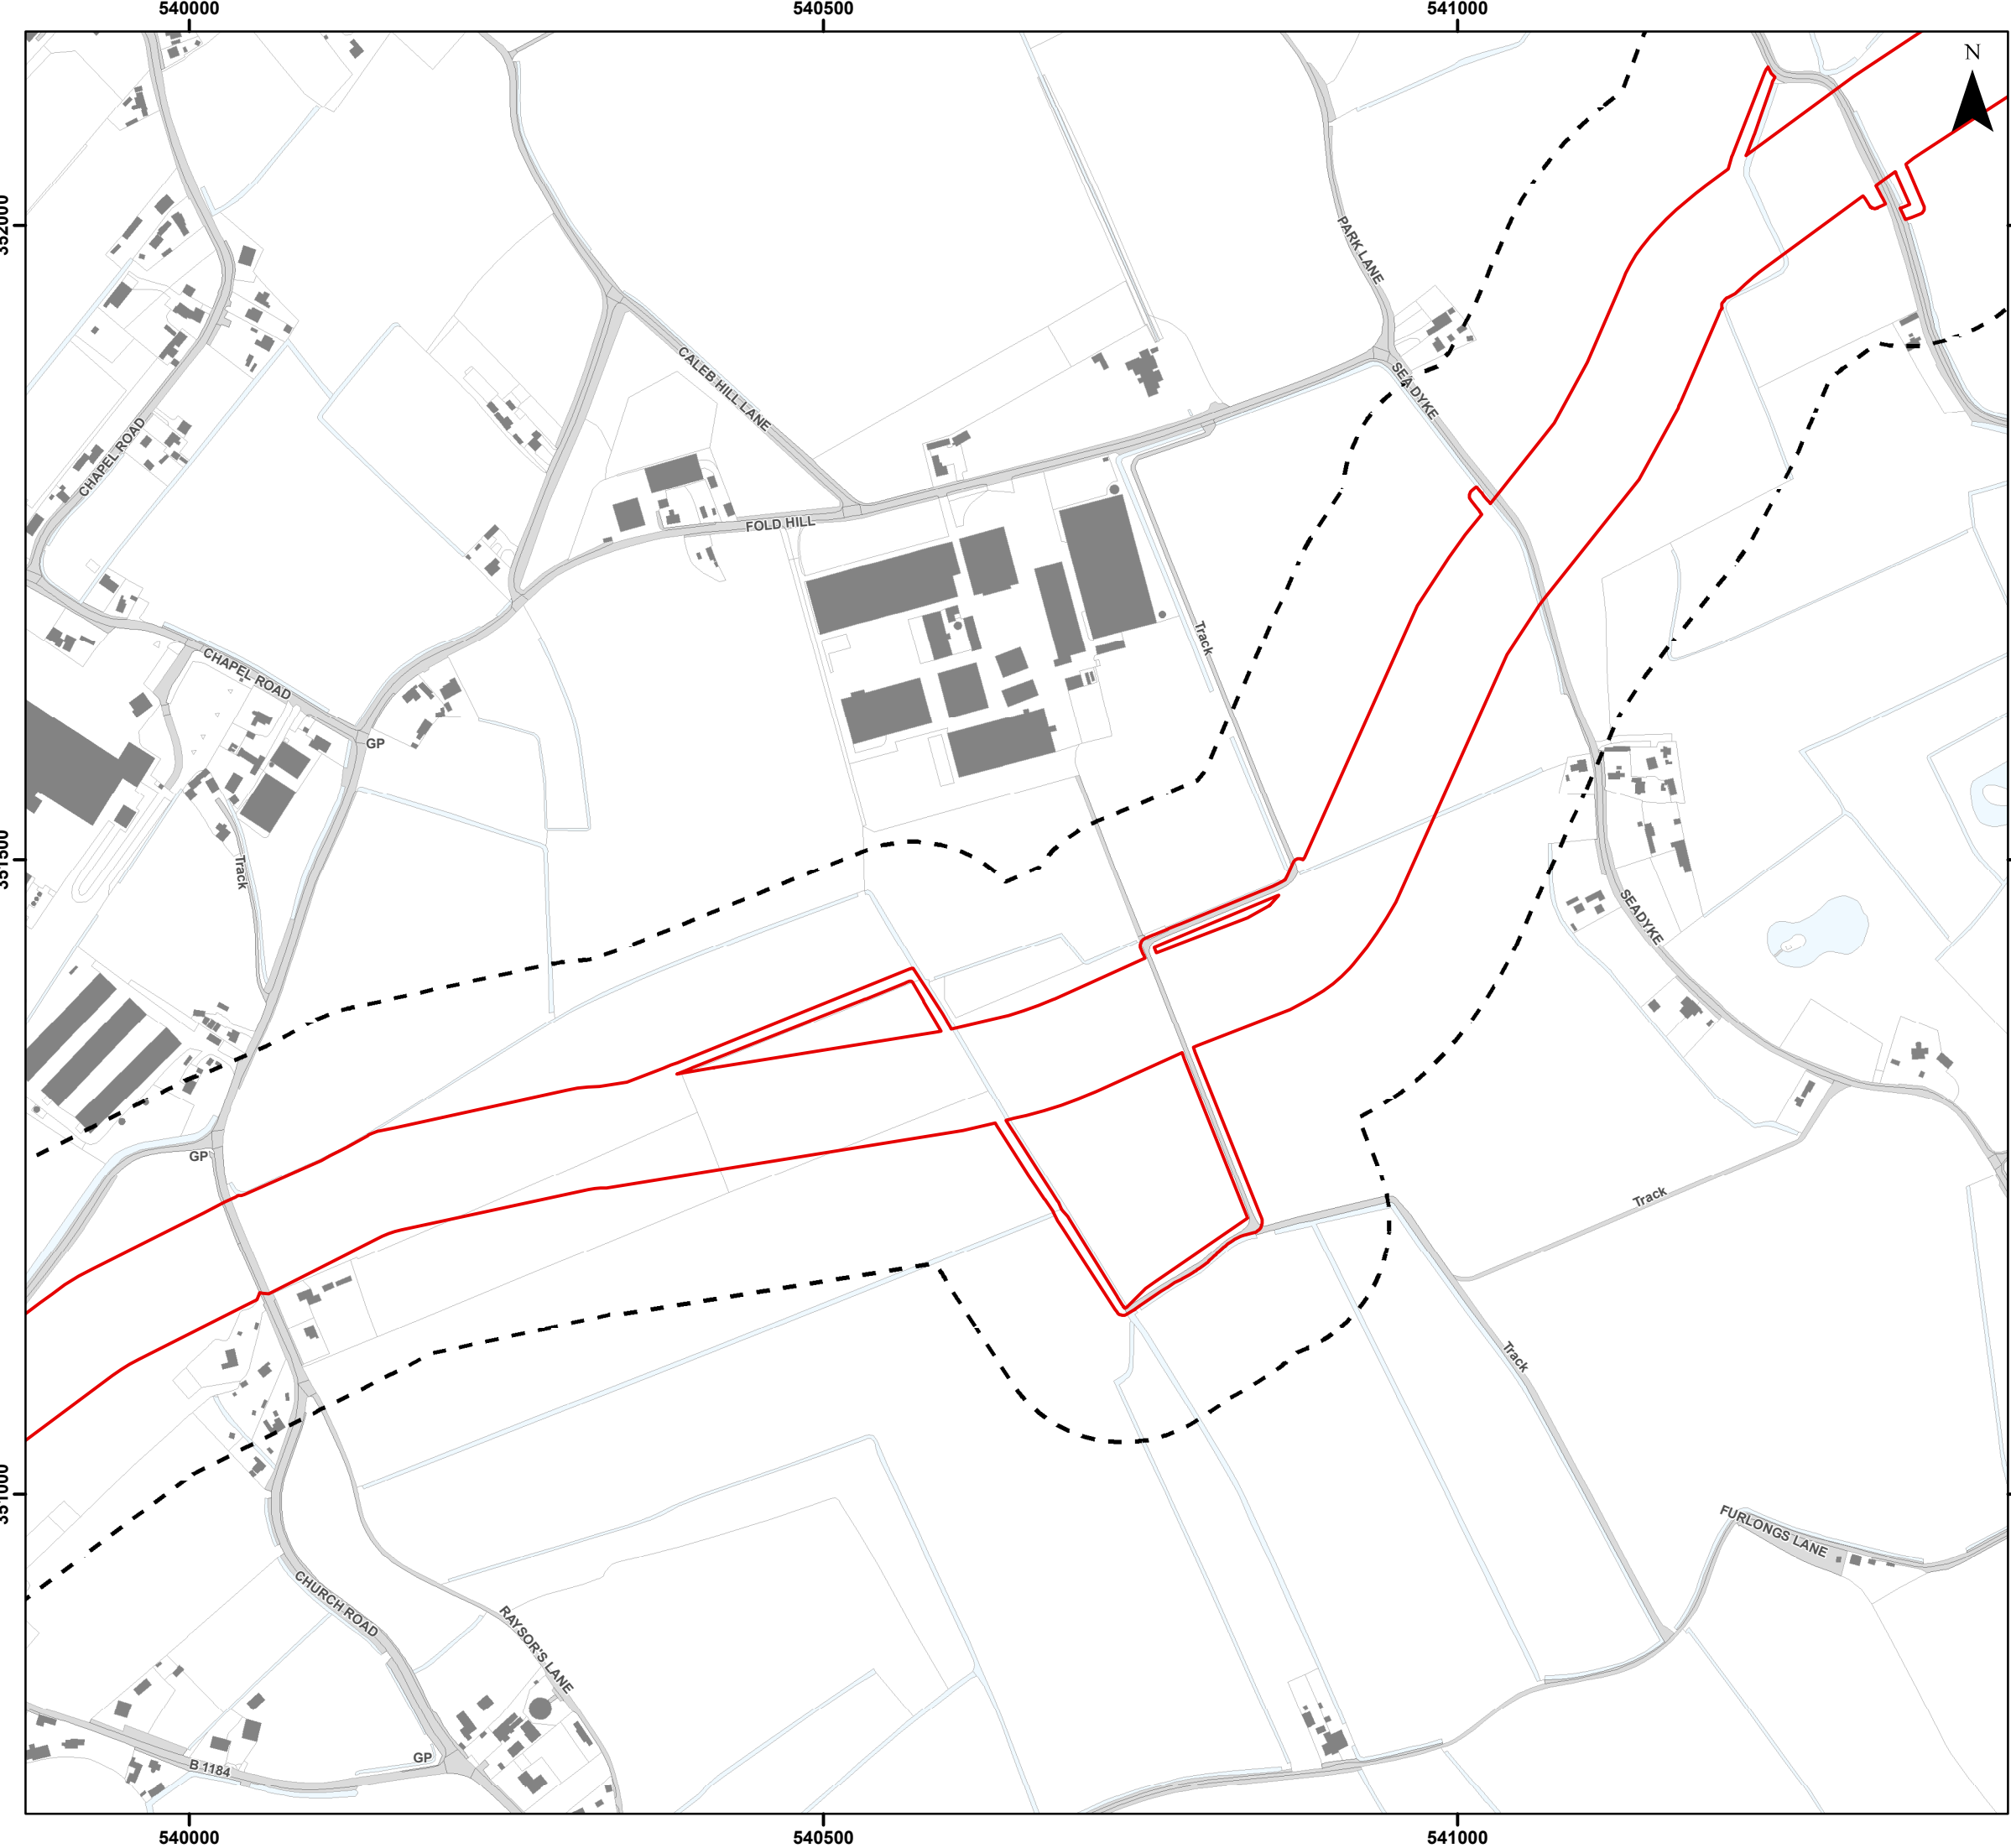 540000
540500
541000
N
352000
PARK LANE
CALEB HILL LANE
SEA DYKE
CHAPEL ROAD
FOLD HILL
Track
CHAPEL ROAD
GP
351500
Track
SEADYKE
GP
Track
Track
351000
FURLONGS LANE
CHURCH ROAD
RAYSOR'S LANE
GP
B 1184
540000
540500
541000